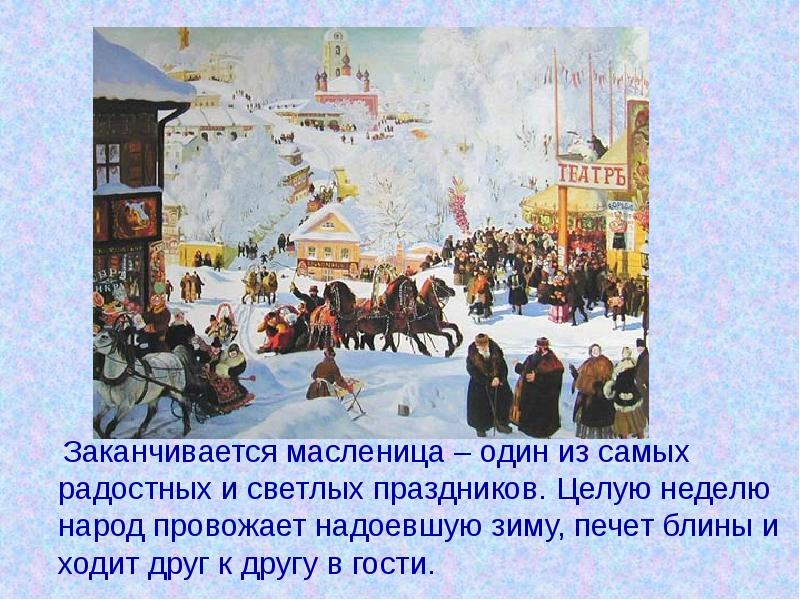 ТЕАТРЪ
Заканчивается масленица – один из самых
радостных и светлых праздников. Целую неделю
народ провожает надоевшую зиму, печет блины и
ходит друг к другу в гости.